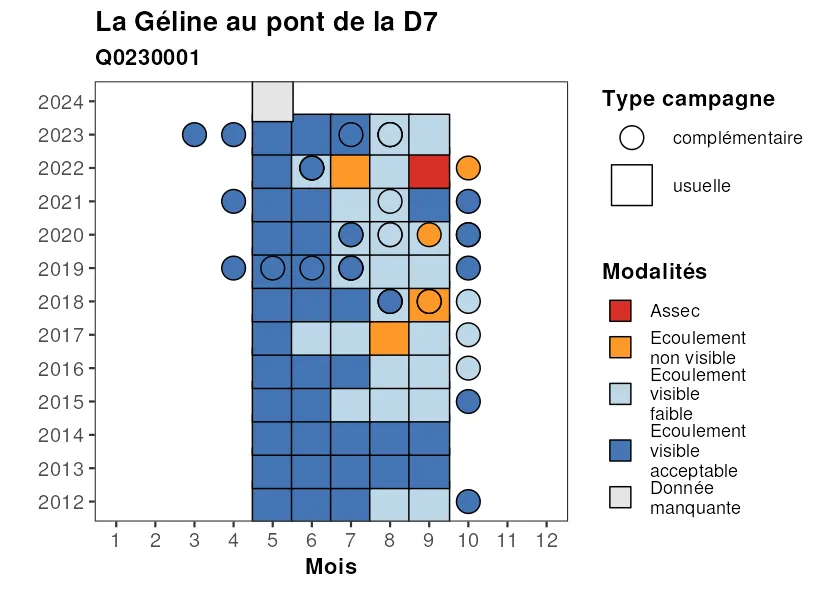 La Géline au pont de la D7
Q0230001
2024
2023
2022
2021
2020
2019
2018
2017
2016
2015
2014
2013
2012
1 2 3 4 5 6 7 8 9 10 11 12
Mois
Type campagne
complémentaire
usuelle
Modalités
Assec
Ecoulement
non visible
Ecoulement
visible
faible
Ecoulement
visible
acceptable
Donnée
manquante